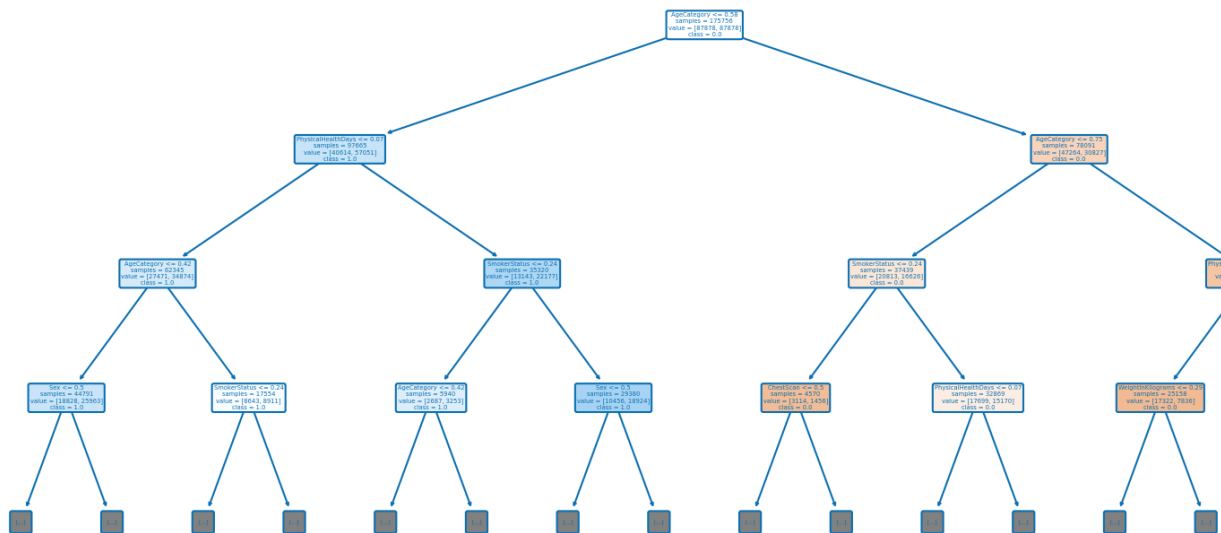 AgeCategory <= 0.58
samples = 175756
value = [87878, 87878]
class = 0.0
PhysicalHealthDays <= 0.07
samples = 97665
value = [40614, 57051]
class = 1.0
AgeCategory <= 0.75
samples = 78091
value = [47264, 30827]
class = 0.0
AgeCategory <= 0.42
samples = 62345
value = [27471, 34874]
class = 1.0
SmokerStatus <= 0.24
samples = 35320
value = [13143, 22177]
class = 1.0
SmokerStatus <= 0.24
samples = 37439
value = [20813, 16626]
class = 0.0
Sex <= 0.5
samples = 44791
value = [18828, 25963]
class = 1.0
SmokerStatus <= 0.24
samples = 17554
value = [8643, 8911]
class = 1.0
AgeCategory <= 0.42
samples = 5940
value = [2687, 3253]
class = 1.0
Sex <= 0.5
samples = 29380
value = [10456, 18924]
class = 1.0
ChestScan <= 0.5
samples = 4570
value = [3114, 1456]
class = 0.0
PhysicalHealthDays <= 0.07
samples = 32869
value = [17699, 15170]
class = 0.0
WeightInKilograms <= 0.29
samples = 25158
value = [17322, 7836]
class = 0.0
(...)
(...)
(...)
(...)
(...)
(...)
(...)
(...)
(...)
(...)
(...)
(...)
(...)
(...)